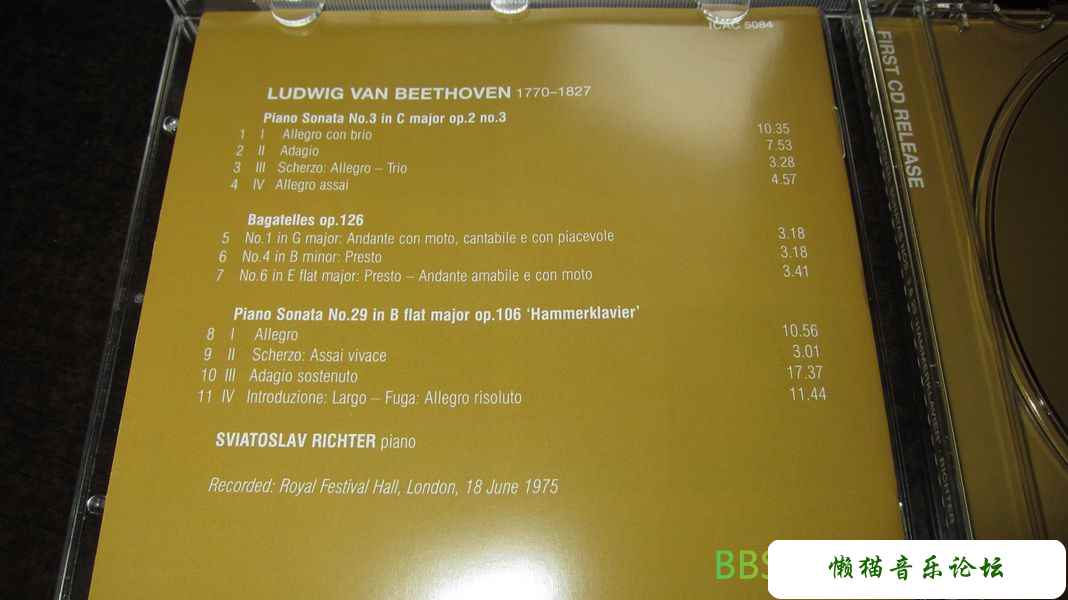 ICAC 5084
LUDWIG VAN BEETHOVEN 1770–1827
Piano Sonata No.3 in C major op.2 no.3
1 I Allegro con brio 10.35
2 II Adagio 7.53
3 III Scherzo: Allegro – Trio 3.28
4 IV Allegro assai 4.57
Bagatelles op.126
5 No.1 in G major: Andante con moto, cantabile e con piacevole 3.18
6 No.4 in B minor: Presto 3.18
7 No.6 in E flat major: Presto – Andante amabile e con moto 3.41
Piano Sonata No.29 in B flat major op.106 ‘Hammerklavier’
8 I Allegro 10.56
9 II Scherzo: Assai vivace 3.01
10 III Adagio sostenuto 17.37
11 IV Introduzione: Largo – Fuga: Allegro risoluto 11.44
SVIATOSLAV RICHTER piano
Recorded: Royal Festival Hall, London, 18 June 1975
FIRST CD RELEASE
BBS
懒猫音乐论坛